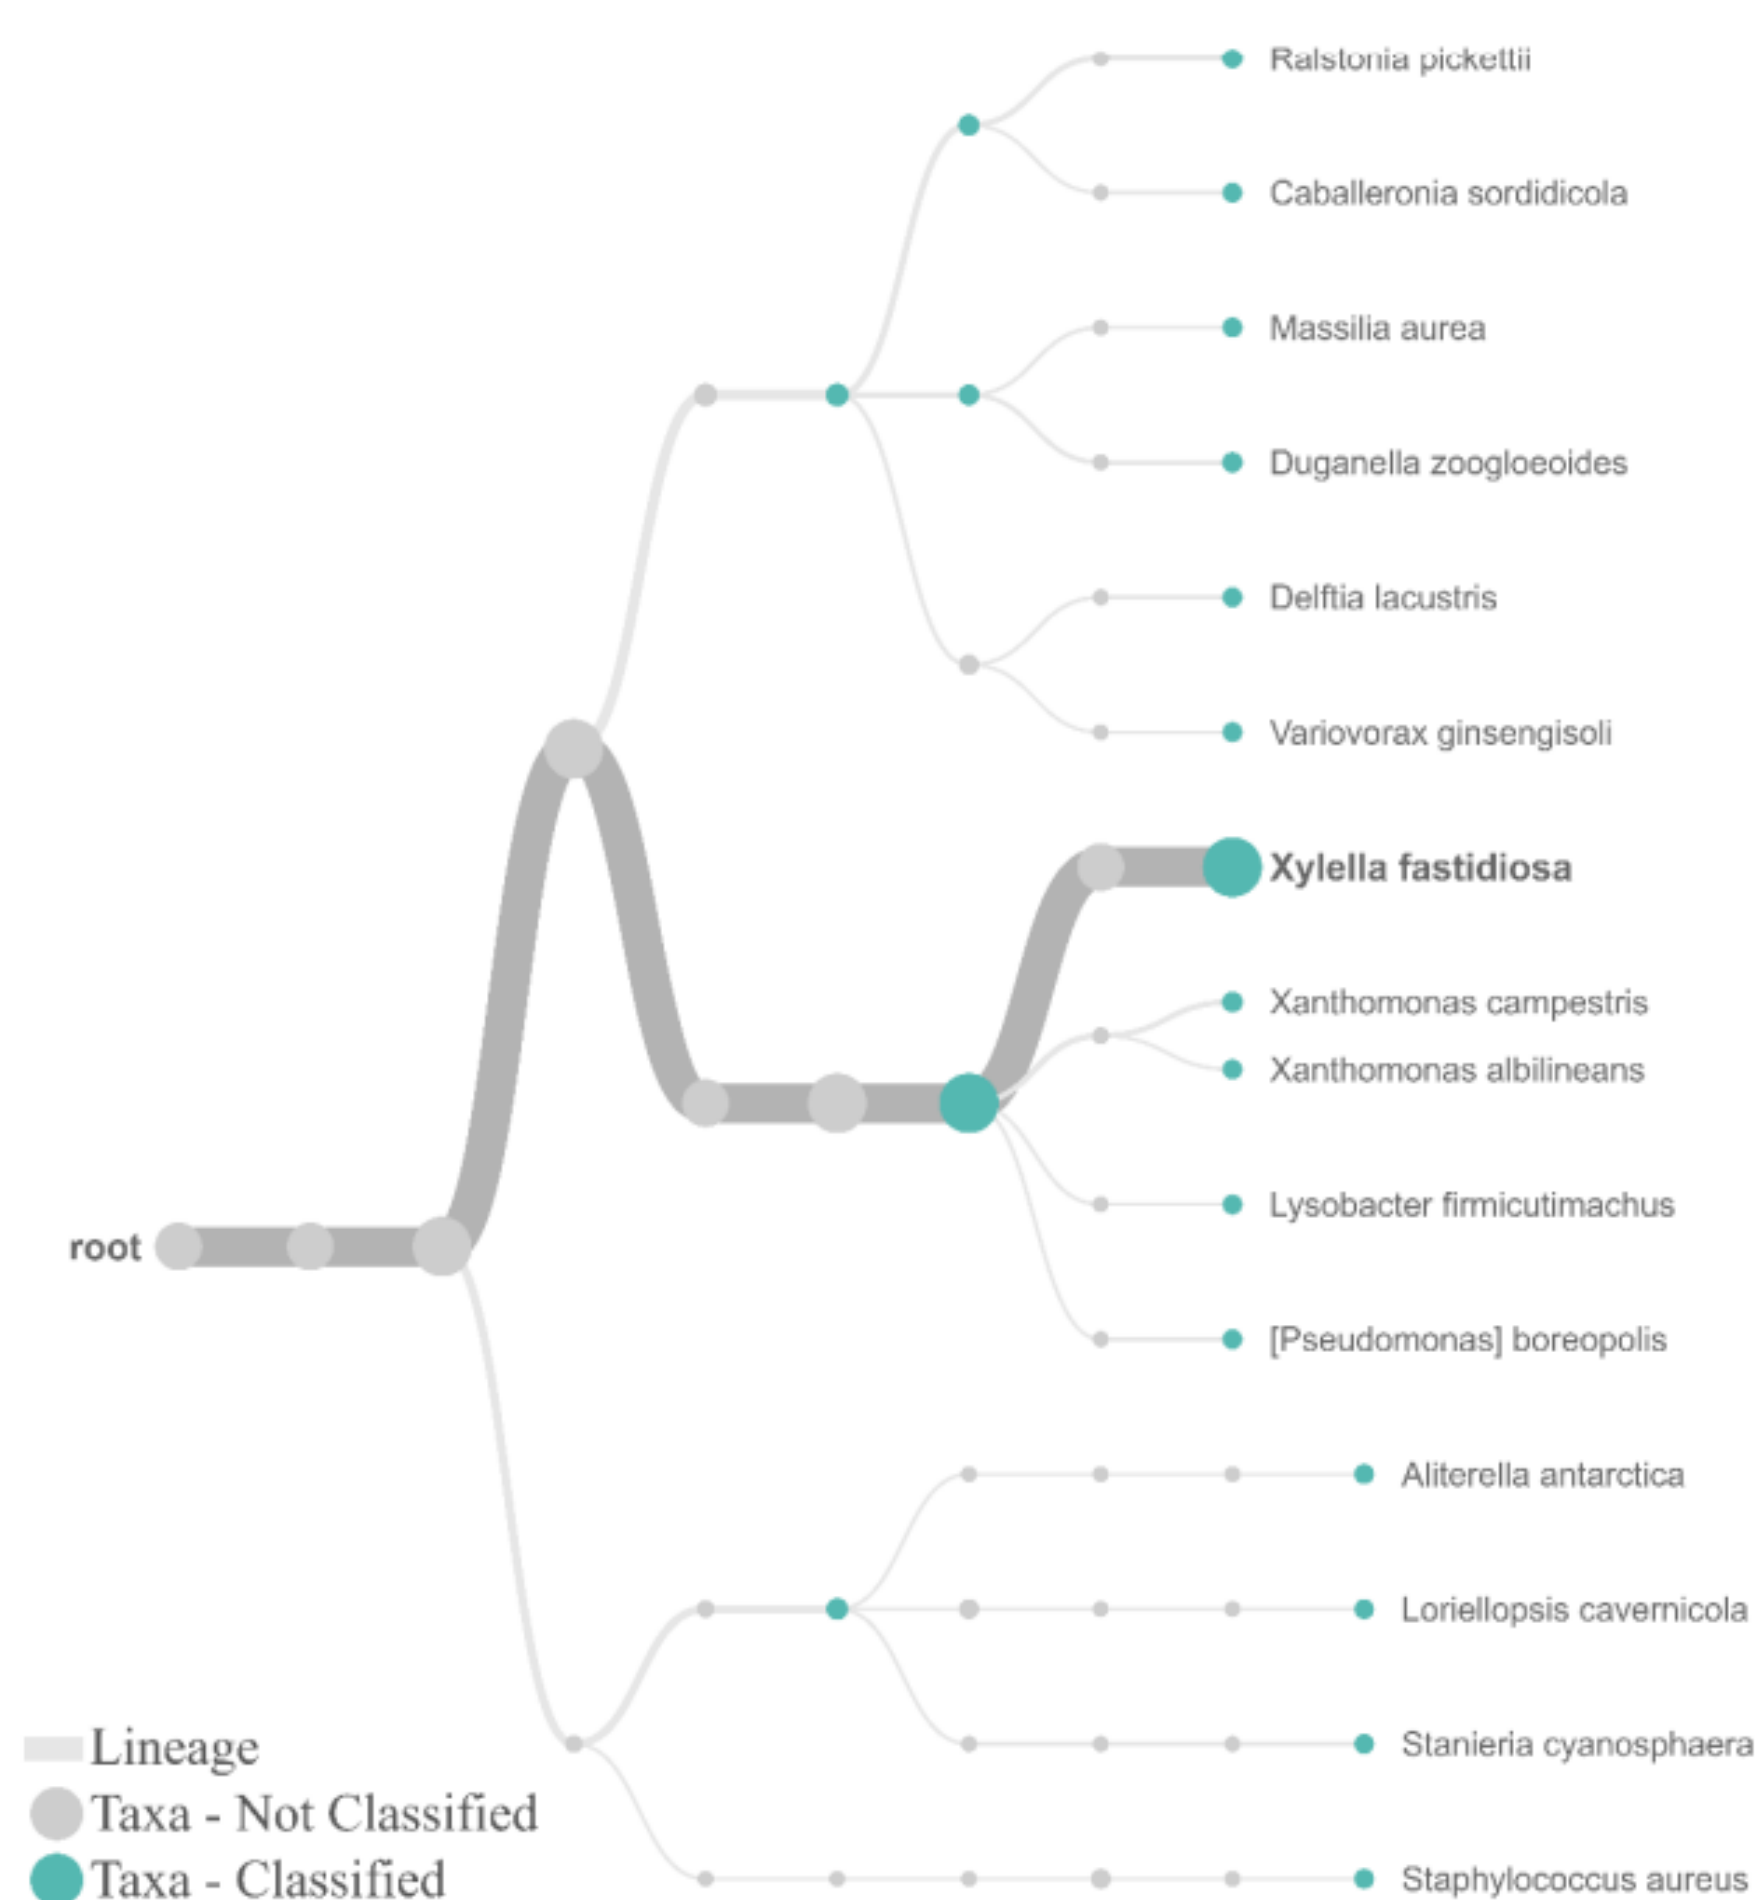 Ralstonia pickettii
Caballeronia sordidicola
Massilia aurea
Duganella zoogloeoides
Delftia lacustris
Variovorax ginsengisoli
Xylella fastidiosa
Xanthomonas campestris
Xanthomonas albilineans
Lysobacter firmicutimachus
root
[Pseudomonas] boreopolis
Aliterella antarctica
Loriellopsis cavernicola
Stanieria cyanosphaera
Staphylococcus aureus
Lineage
Taxa - Not Classified
Taxa - Classified